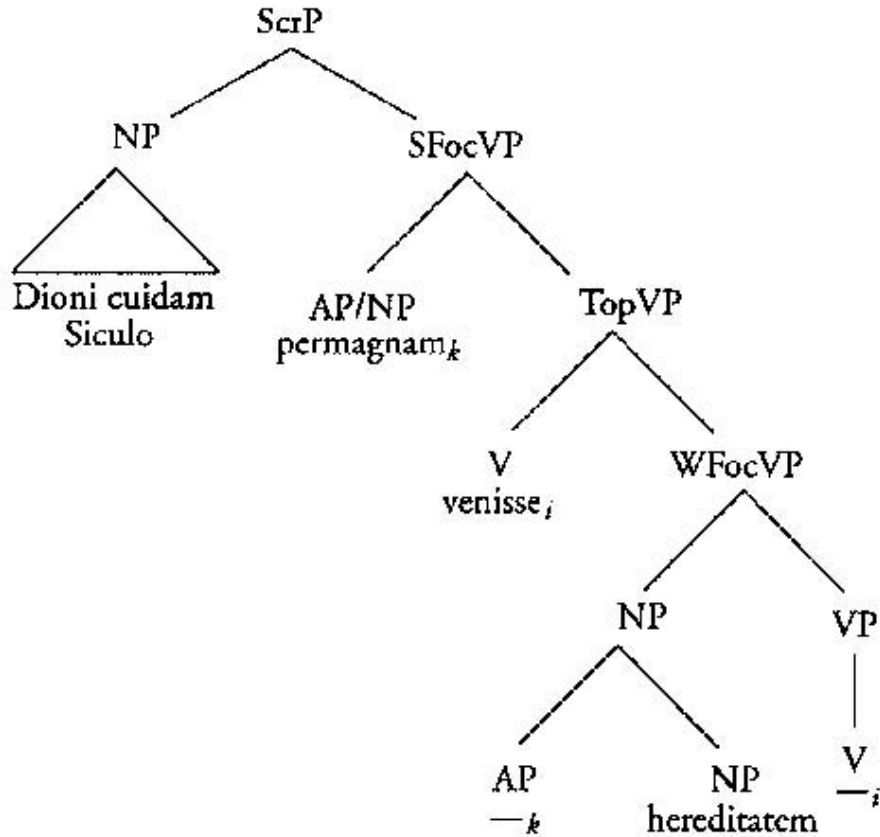 ScrP
NP
SFocVP
Dioni cuidam
Siculo
AP/NP
permagnam k
TopVP
V
venisse i
WFocVP
NP
VP
AP
— k
NP
hereditatem
V
— i